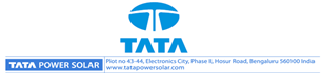 TATA
TATA POWER SOLAR
Plot no 43-44, Electronics City, Phase II, Hosur Road, Bengaluru 560100 India
www.tatapowersolar.com